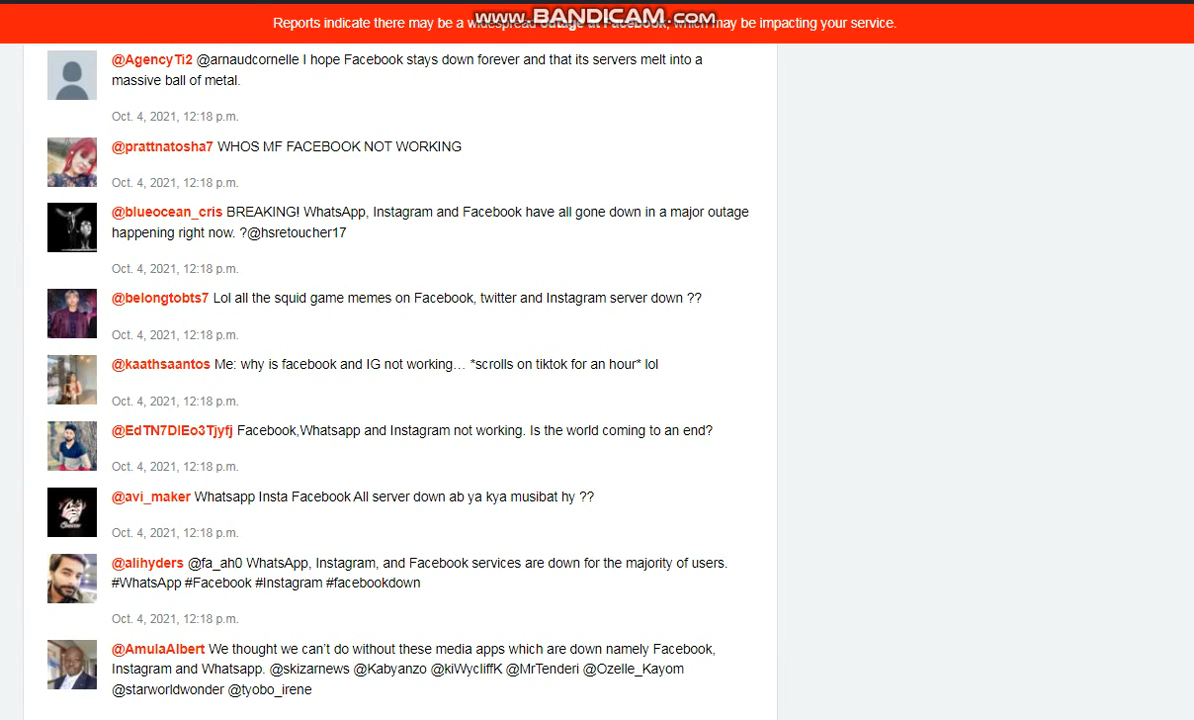 www.BANDICAM.com
Reports indicate there may be a widespread outage at Facebook, which may be impacting your service.
@AgencyTi2 @arnaudcornelle I hope Facebook stays down forever and that its servers melt into a
massive ball of metal.
Oct. 4, 2021, 12:18 p.m.
@prattnatosha7 WHOS MF FACEBOOK NOT WORKING
Oct. 4, 2021, 12:18 p.m.
@blueocean_cris BREAKING! WhatsApp, Instagram and Facebook have all gone down in a major outage
happening right now. ?@hsretoucher17
Oct. 4, 2021, 12:18 p.m.
@belongtobts7 Lol all the squid game memes on Facebook, twitter and Instagram server down ??
Oct. 4, 2021, 12:18 p.m.
@kaathsaantos Me: why is facebook and IG not working… *scrolls on tiktok for an hour* lol
Oct. 4, 2021, 12:18 p.m.
@EdTN7DlEo3Tjyfj Facebook,Whatsapp and Instagram not working. Is the world coming to an end?
Oct. 4, 2021, 12:18 p.m.
@avi_maker Whatsapp Insta Facebook All server down ab ya kya musibat hy ??
Oct. 4, 2021, 12:18 p.m.
@alihyders @fa_ah0 WhatsApp, Instagram, and Facebook services are down for the majority of users.
#WhatsApp #Facebook #Instagram #facebookdown
Oct. 4, 2021, 12:18 p.m.
@AmulaAlbert We thought we can't do without these media apps which are down namely Facebook,
Instagram and Whatsapp. @skizarnews @Kabyanzo @kiWycliffK @MrTenderi @Ozelle_Kayom
@starworldwonder @tyobo_irene